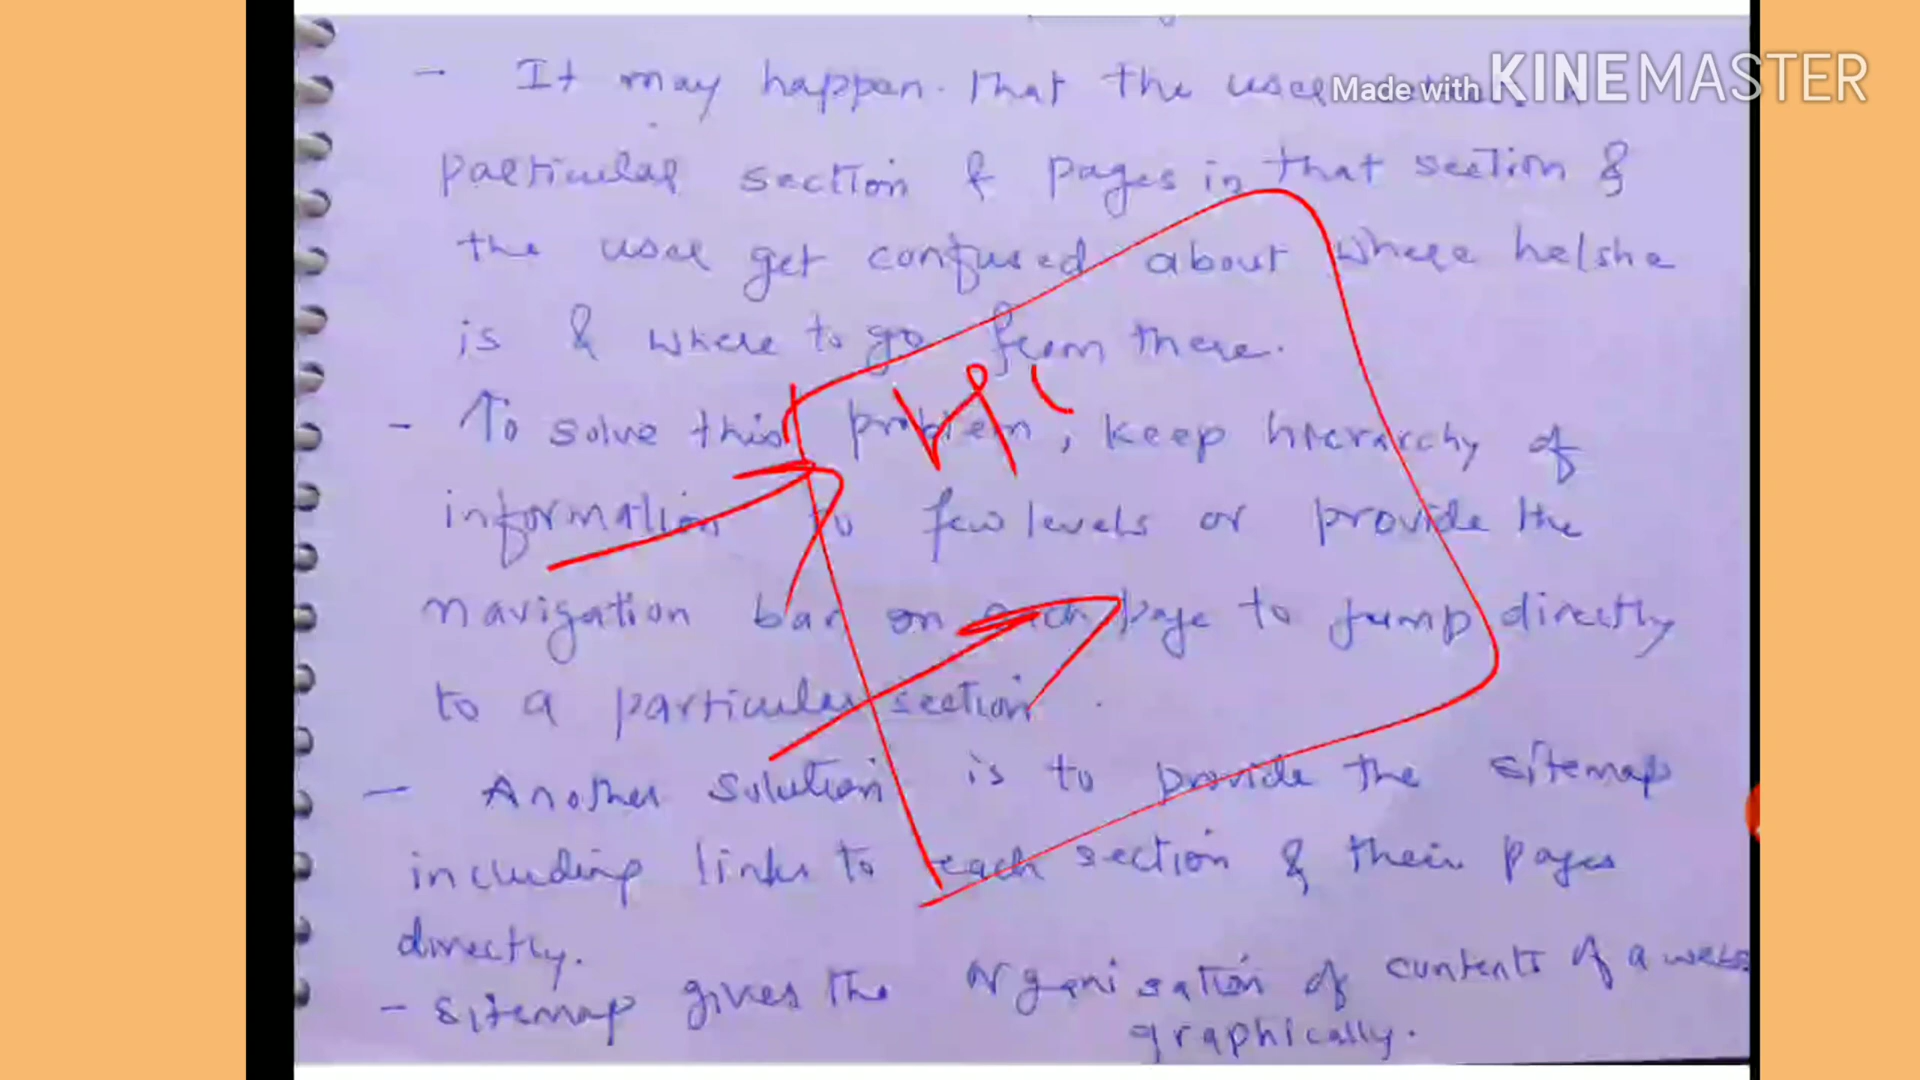 - It may happen. that the user
Made with KINEMASTER
particular section & pages in that section &
the user get confused about where he/she
is & where to go from there.
- To solve this problem, keep hierarchy of
information to few levels or provide the
navigation bar on each page to jump directly
to a particular section.
- Another solution is to provide the sitemap
including links to each section & their pages
directly.
- sitemap gives the organisation of contents of a webs
graphically.